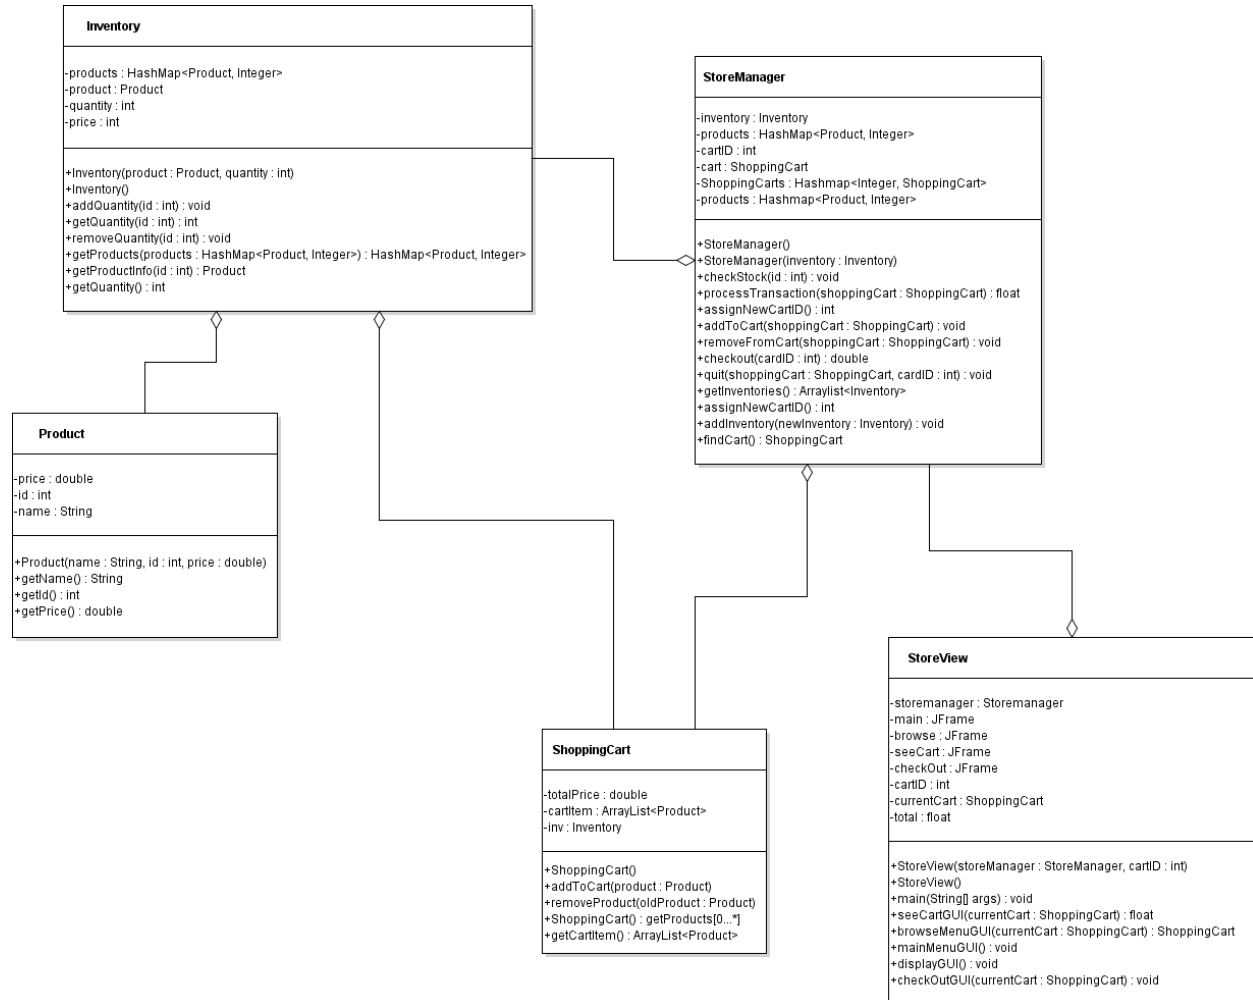 Inventory
-products : HashMap<Product, Integer>
-product : Product
-quantity : int
-price : int
+Inventory(product : Product, quantity : int)
+Inventory()
+addQuantity(id : int) : void
+getQuantity(id : int) : int
+removeQuantity(id : int) : void
+getProducts(products : HashMap<Product, Integer>) : HashMap<Product, Integer>
+getProductInfo(id : int) : Product
+getQuantity() : int
StoreManager
-inventory : Inventory
-products : HashMap<Product, Integer>
-cartID : int
-cart : ShoppingCart
-ShoppingCarts : Hashmap<Integer, ShoppingCart>
-products : Hashmap<Product, Integer>
+StoreManager()
+StoreManager(inventory : Inventory)
+checkStock(id : int) : void
+processTransaction(shoppingCart : ShoppingCart) : float
+assignNewCartID() : int
+addToCart(shoppingCart : ShoppingCart) : void
+removeFromCart(shoppingCart : ShoppingCart) : void
+checkout(cardID : int) : double
+quit(shoppingCart : ShoppingCart, cardID : int) : void
+getInventories() : Arraylist<Inventory>
+assignNewCartID() : int
+addInventory(newInventory : Inventory) : void
+findCart() : ShoppingCart
Product
-price : double
-id : int
-name : String
+Product(name : String, id : int, price : double)
+getName() : String
+getId() : int
+getPrice() : double
ShoppingCart
-totalPrice : double
-cartItem : ArrayList<Product>
-inv : Inventory
+ShoppingCart()
+addToCart(product : Product)
+removeProduct(oldProduct : Product)
+ShoppingCart() : getProducts[0...*]
+getCartItem() : ArrayList<Product>
StoreView
-storemanager : Storemanager
-main : JFrame
-browse : JFrame
-seeCart : JFrame
-checkOut : JFrame
-cartID : int
-currentCart : ShoppingCart
-total : float
+StoreView(storeManager : StoreManager, cartID : int)
+StoreView()
+main(String[] args) : void
+seeCartGUI(currentCart : ShoppingCart) : float
+browseMenuGUI(currentCart : ShoppingCart) : ShoppingCart
+mainMenuGUI() : void
+displayGUI() : void
+checkOutGUI(currentCart : ShoppingCart) : void